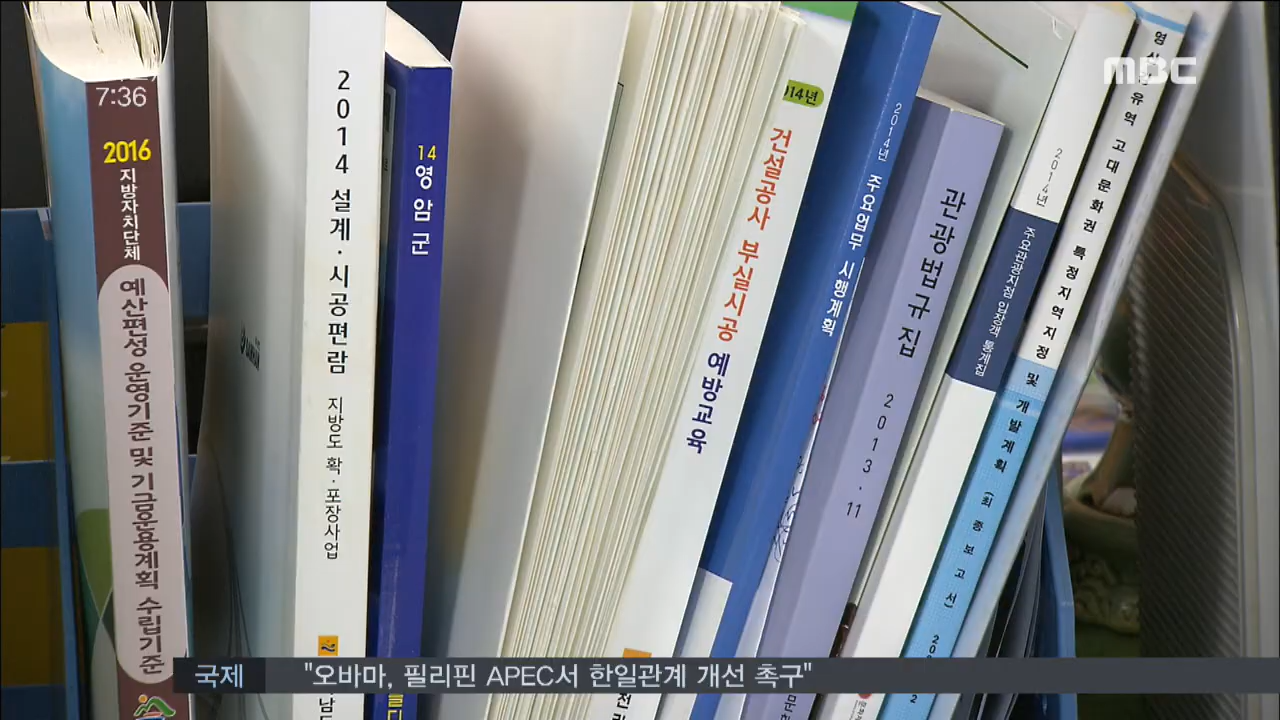 7:36
MBC
2016
지방자치단체
예산편성 운영기준 및 기금운용계획 수립기준
2014 설계·시공편람 지방도 확·포장사업
14
영암군
건설공사 부실시공 예방교육
2014년 주요업무 시행계획
관광법규집 2013.11
2014년 주요관광지점 입장객 통계집
유역 고대문화권 특정지역지정 및 개발계획 (최종보고서)
국제 "오바마, 필리핀 APEC서 한일관계 개선 촉구"